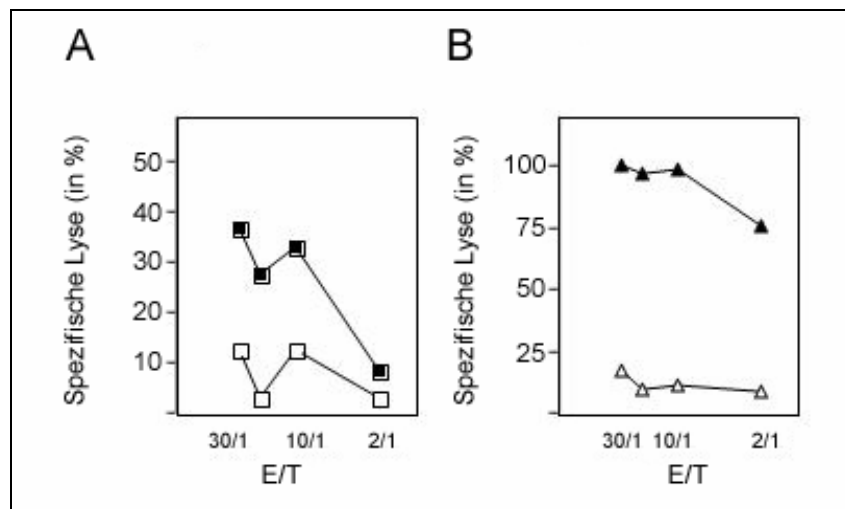 A
Spezifische Lyse (in %)
50
40
30
20
10
30/1 10/1 2/1
E/T
B
Spezifische Lyse (in %)
100
75
50
25
30/1 10/1 2/1
E/T